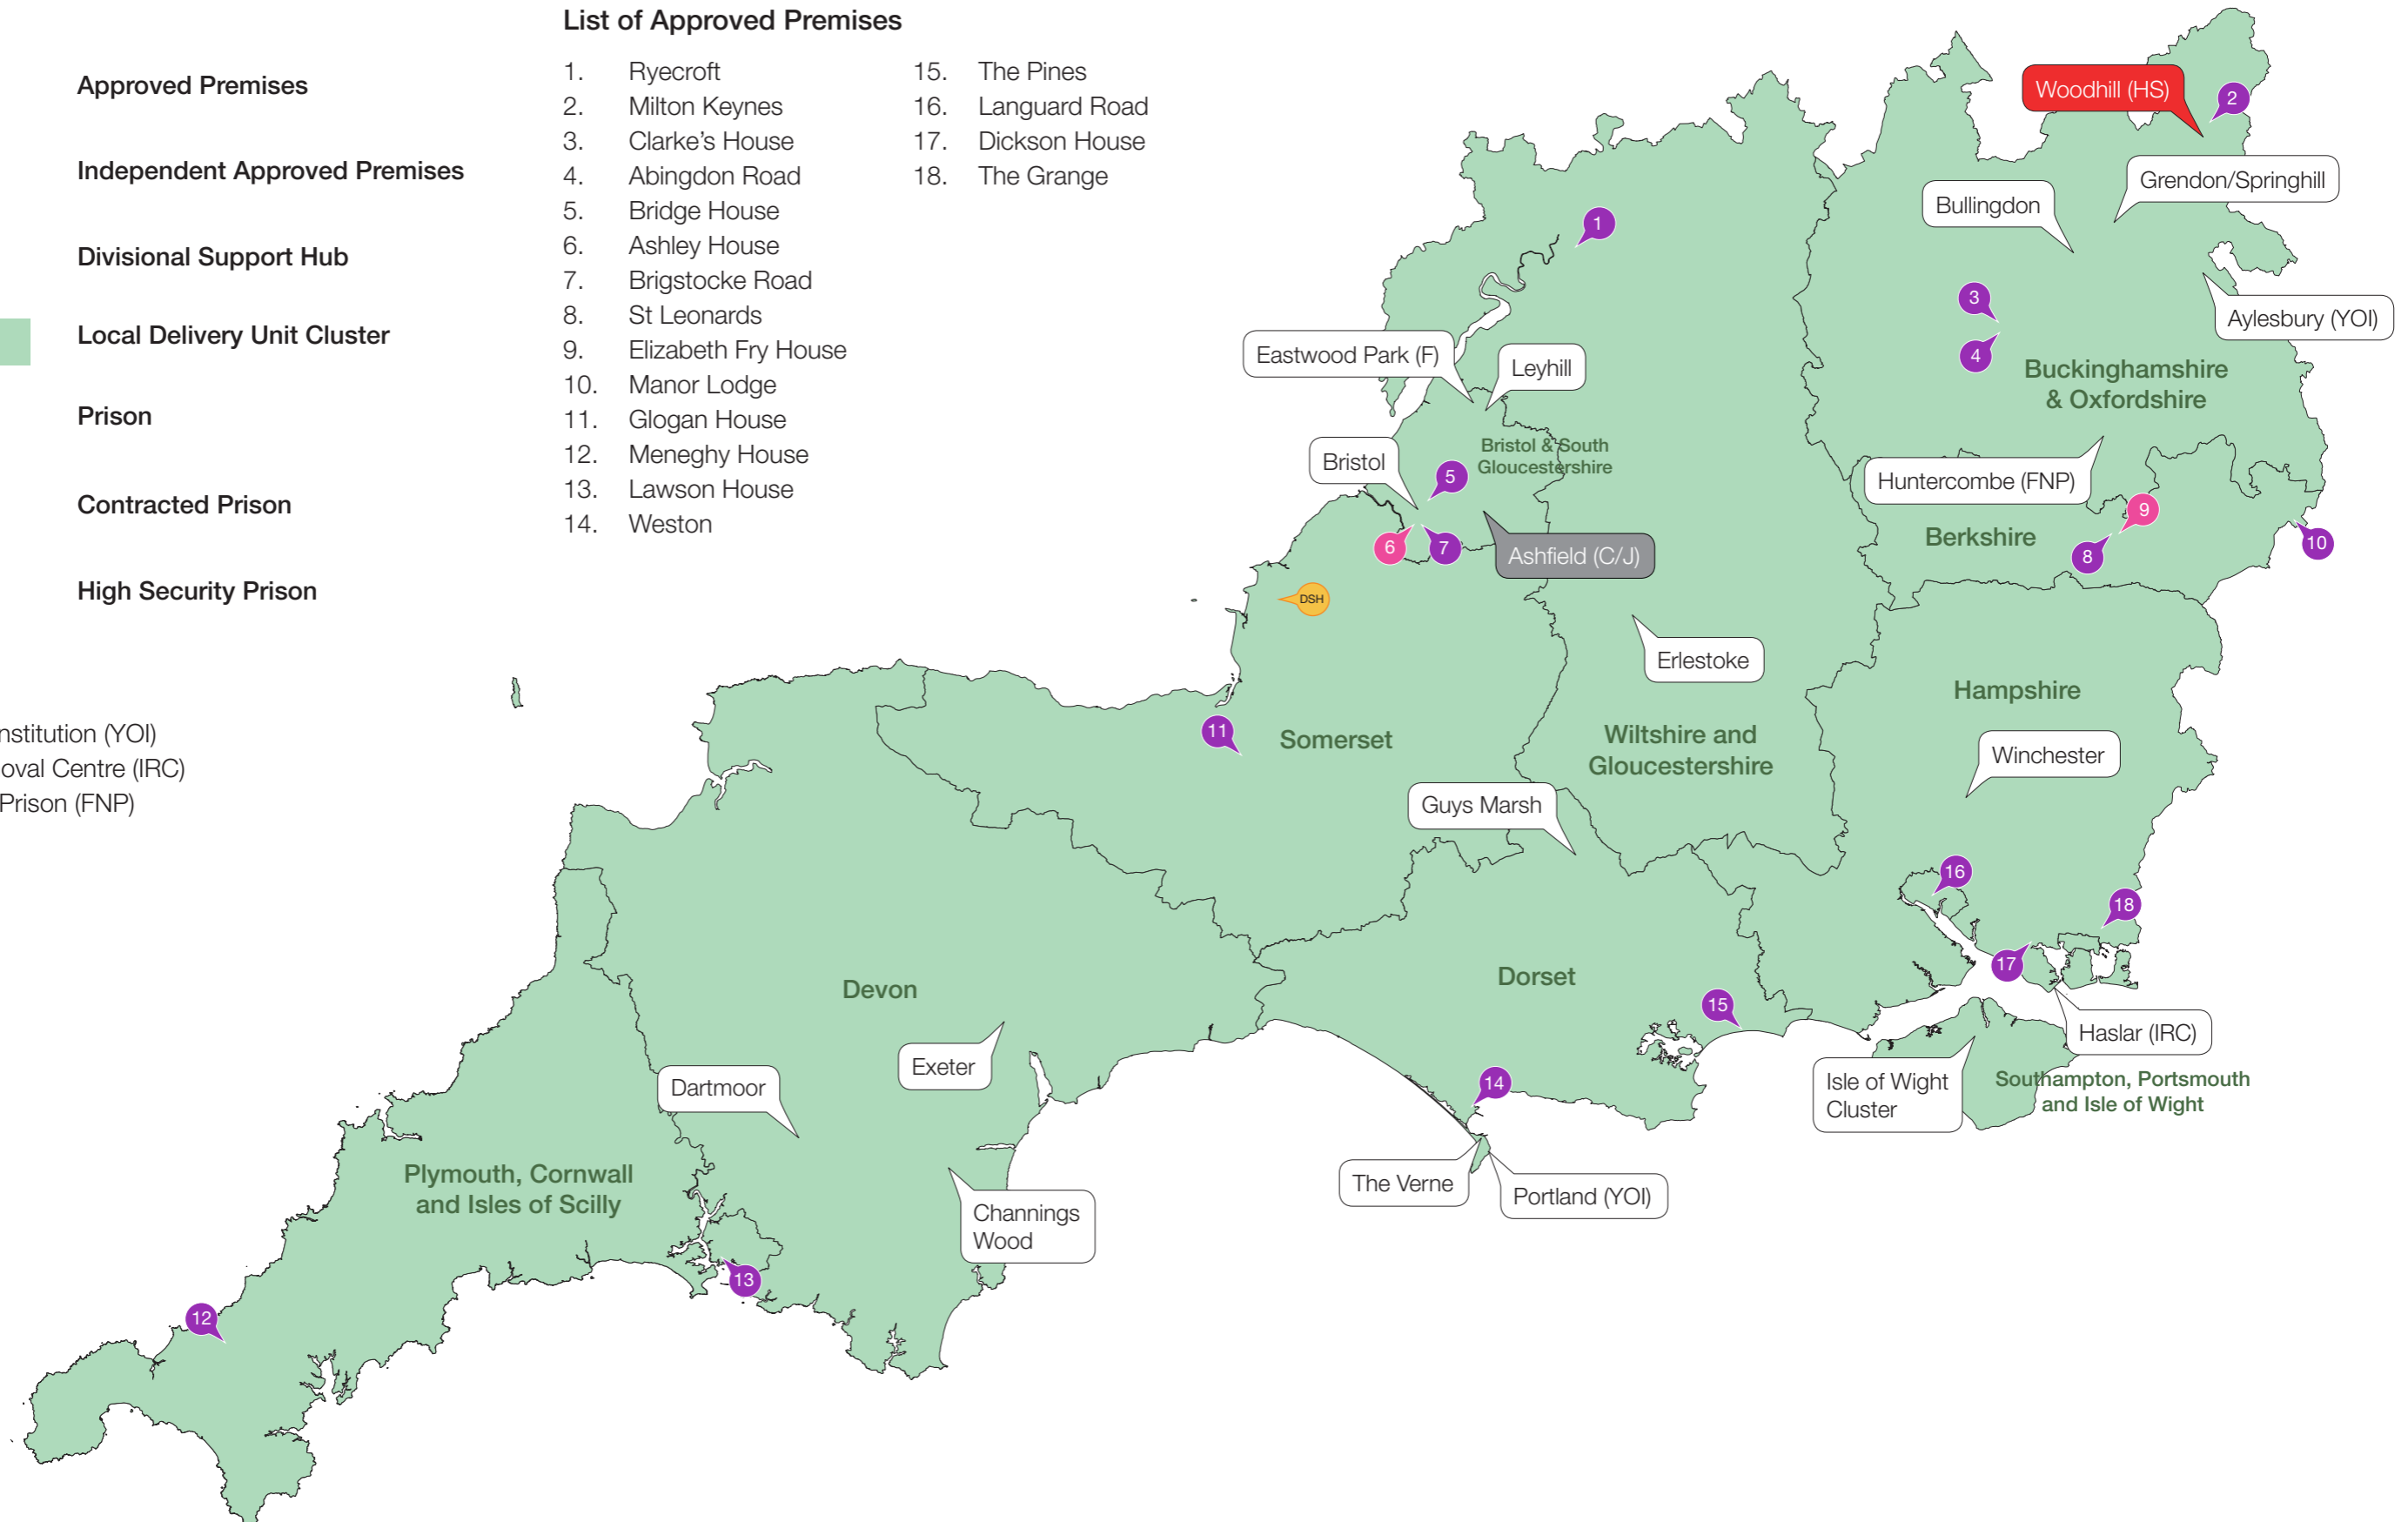 List of Approved Premises
Approved Premises
Independent Approved Premises
Divisional Support Hub
Local Delivery Unit Cluster
Prison
Contracted Prison
High Security Prison
nstitution (YOI)
oval Centre (IRC)
Prison (FNP)
1. Ryecroft
2. Milton Keynes
3. Clarke’s House
4. Abingdon Road
5. Bridge House
6. Ashley House
7. Brigstocke Road
8. St Leonards
9. Elizabeth Fry House
10. Manor Lodge
11. Glogan House
12. Meneghy House
13. Lawson House
14. Weston
15. The Pines
16. Languard Road
17. Dickson House
18. The Grange
Woodhill (HS)
2
Grendon/Springhill
Bullingdon
1
3
Aylesbury (YOI)
4
Eastwood Park (F)
Leyhill
Buckinghamshire
& Oxfordshire
Bristol & South
Gloucestershire
Bristol
5
Huntercombe (FNP)
9
Berkshire
6
7
Ashfield (C/J)
8
10
DSH
Erlestoke
Hampshire
11
Somerset
Wiltshire and
Gloucestershire
Winchester
Guys Marsh
16
18
17
Devon
Dorset
15
Haslar (IRC)
Exeter
Dartmoor
14
Isle of Wight
Cluster
Southampton, Portsmouth
and Isle of Wight
Plymouth, Cornwall
and Isles of Scilly
The Verne
Portland (YOI)
Channings
Wood
13
12